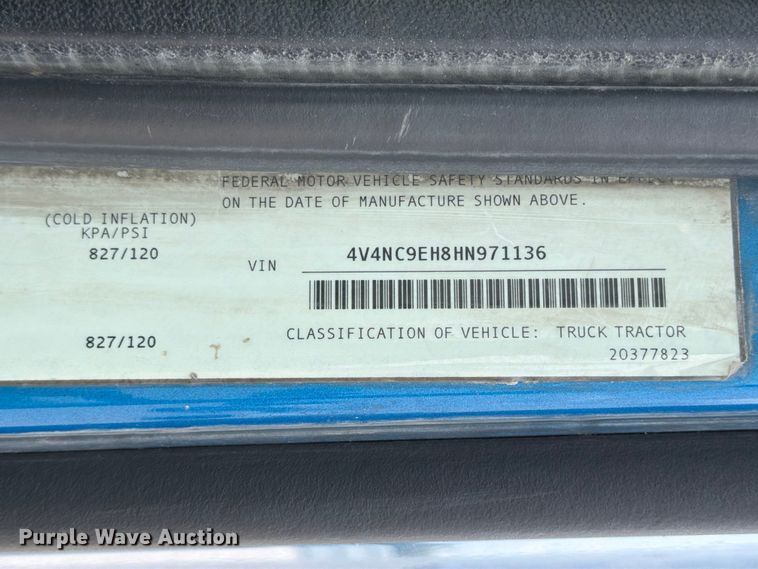 FEDERAL MOTOR VEHICLE SAFETY STANDARDS IN EFFECT
ON THE DATE OF MANUFACTURE SHOWN ABOVE.
(COLD INFLATION)
KPA/PSI
827/120
VIN 4V4NC9EH8HN971136
827/120
CLASSIFICATION OF VEHICLE: TRUCK TRACTOR
20377823
Purple Wave Auction